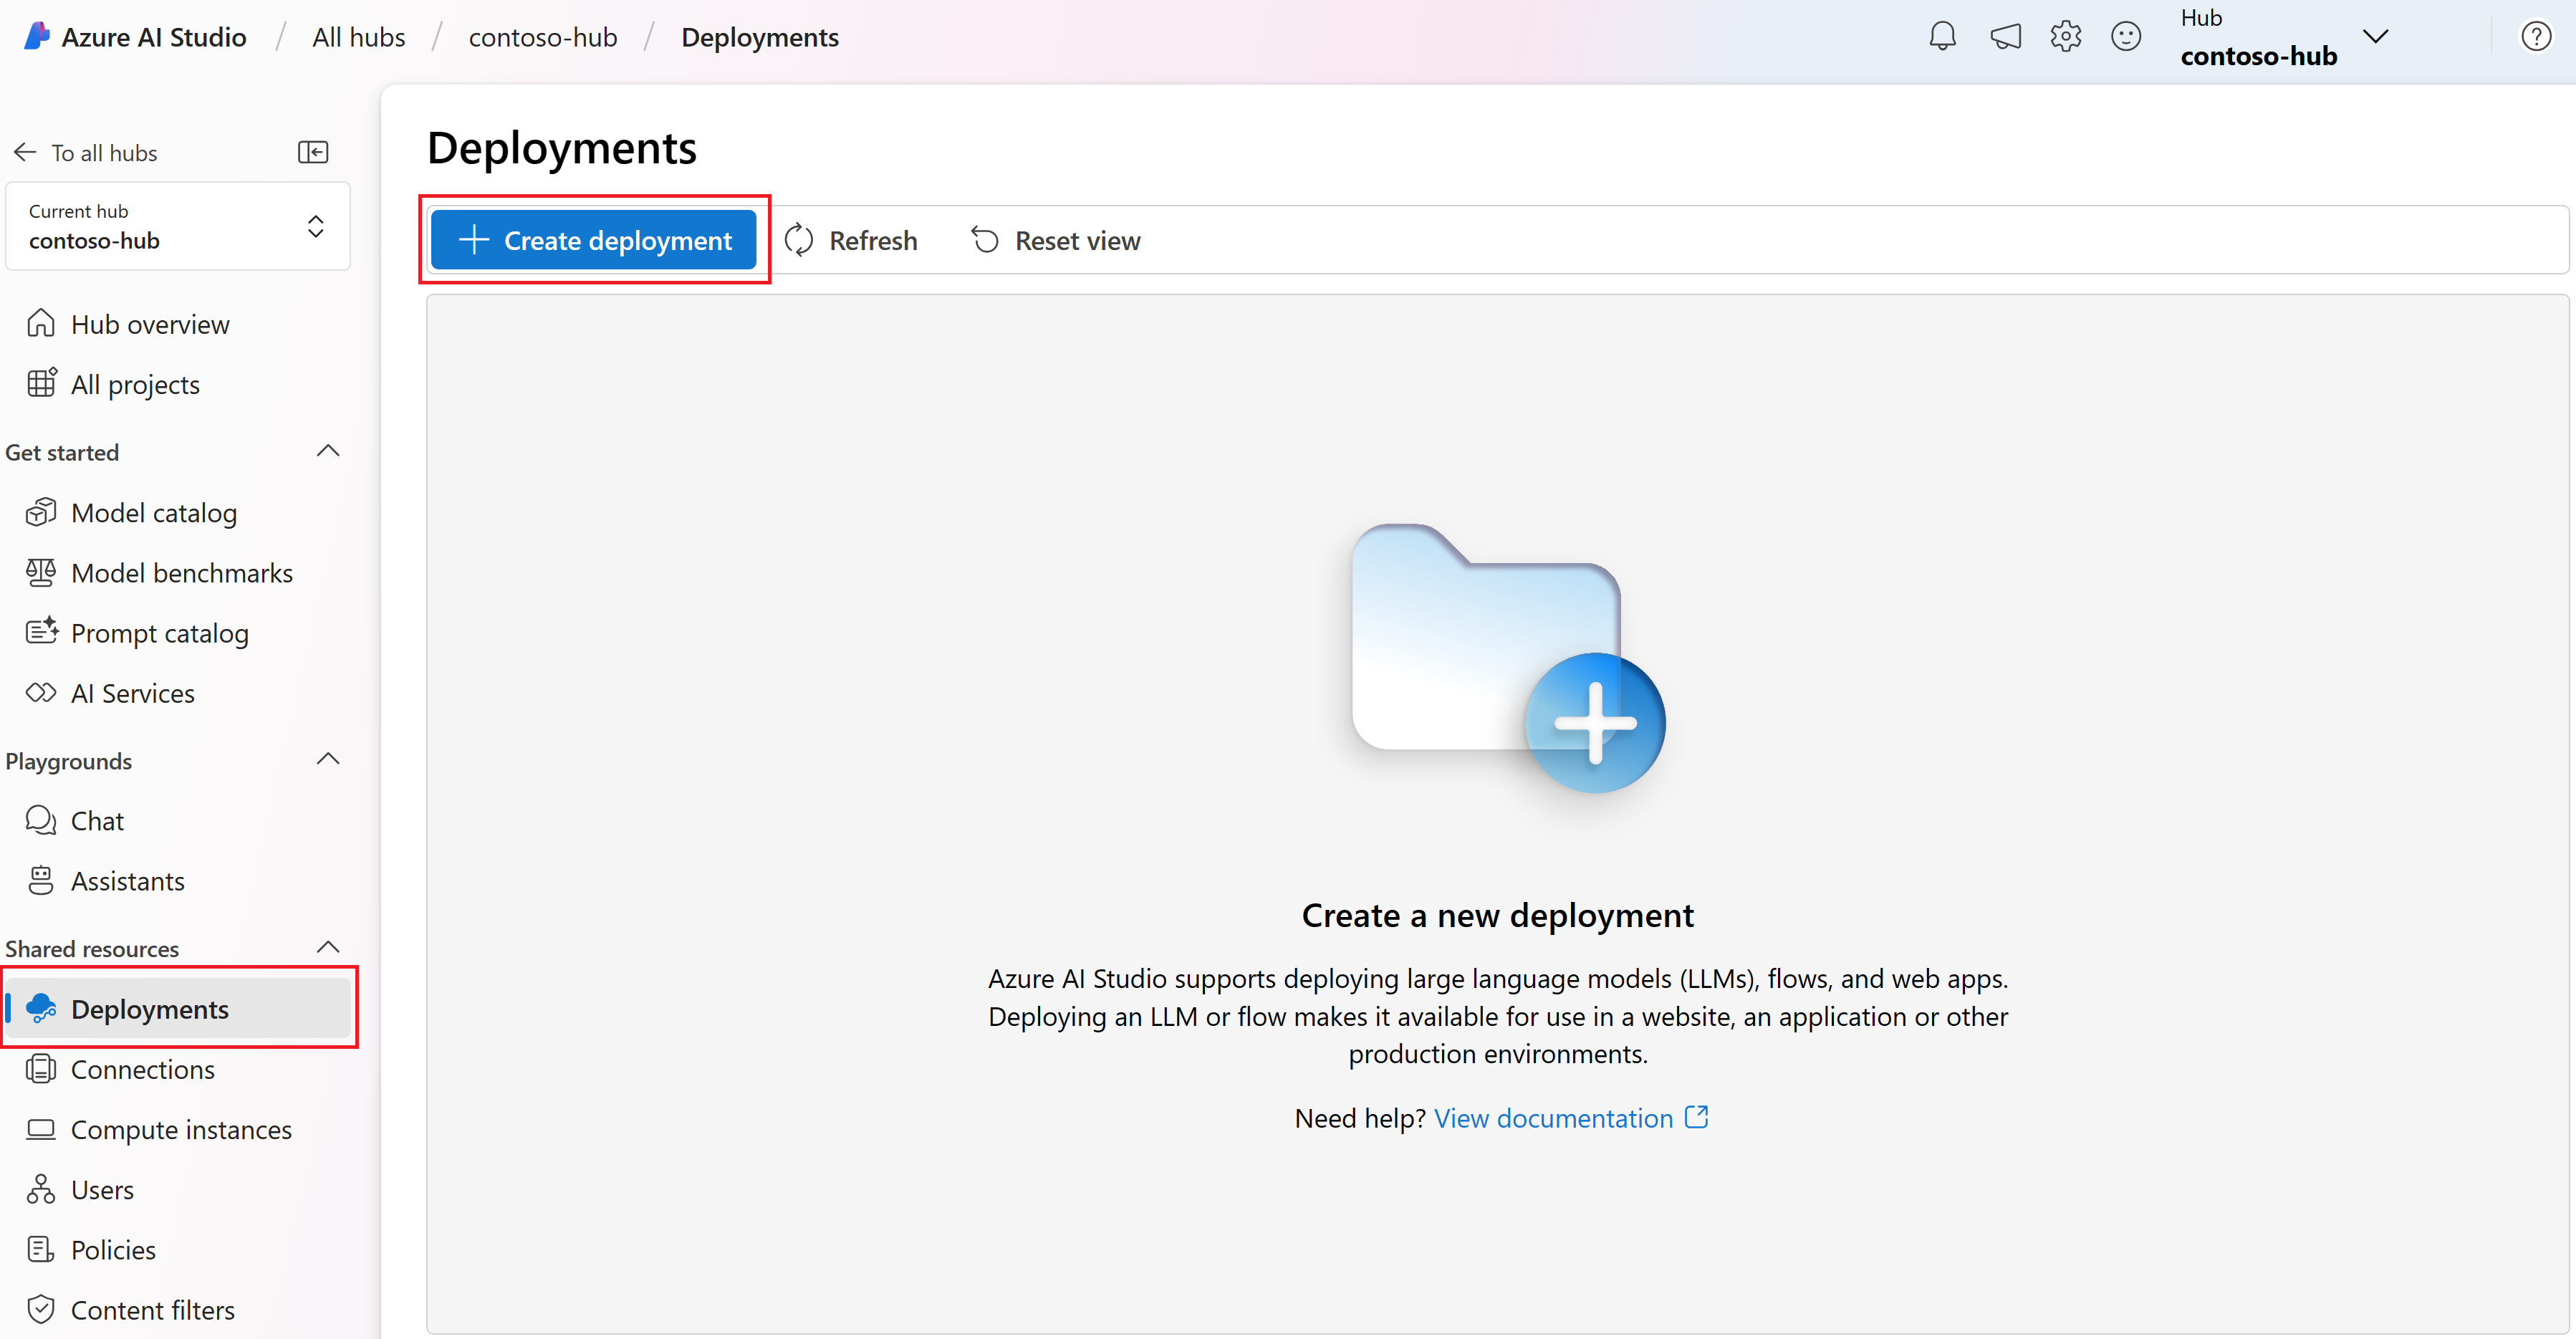 Azure AI Studio / All hubs / contoso-hub / Deployments
Hub
contoso-hub
To all hubs
Current hub
contoso-hub
Hub overview
All projects
Get started
Model catalog
Model benchmarks
Prompt catalog
AI Services
Playgrounds
Chat
Assistants
Shared resources
Deployments
Connections
Compute instances
Users
Policies
Content filters
Deployments
Create deployment Refresh Reset view
Create a new deployment
Azure AI Studio supports deploying large language models (LLMs), flows, and web apps.
Deploying an LLM or flow makes it available for use in a website, an application or other
production environments.
Need help? View documentation